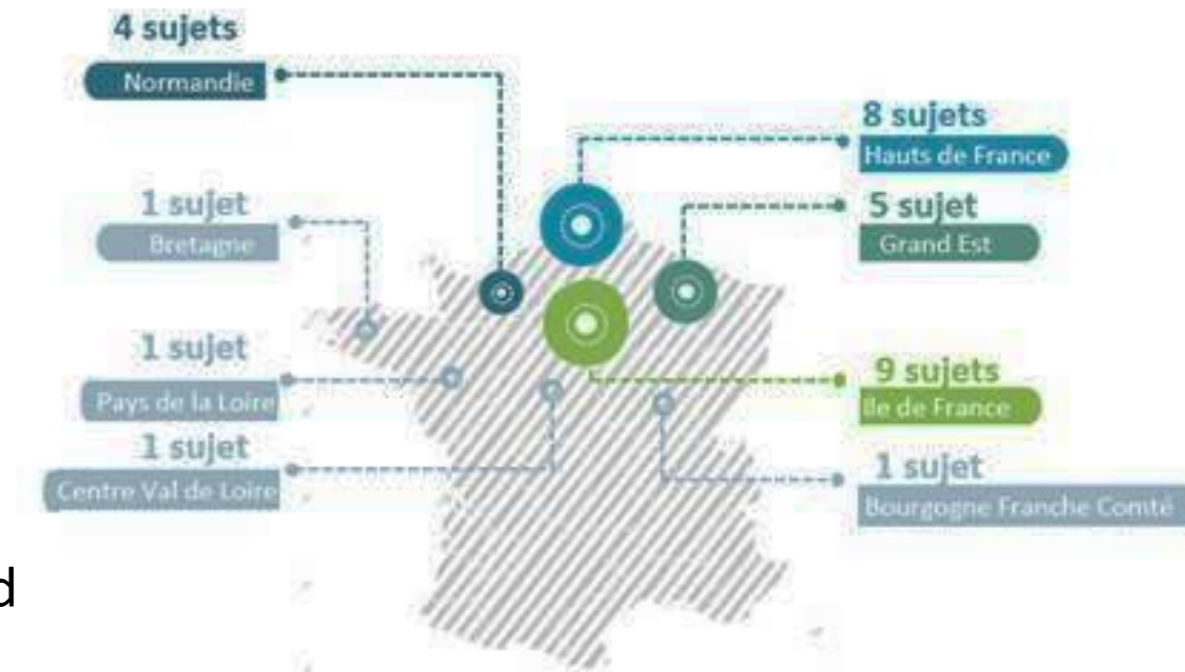 4 sujets
Normandie
1 sujet
Bretagne
1 sujet
Pays de la Loire
1 sujet
Centre Val de Loire
8 sujets
Hauts de France
5 sujet
Grand Est
9 sujets
Ile de France
1 sujet
Bourgogne Franche Comté
d